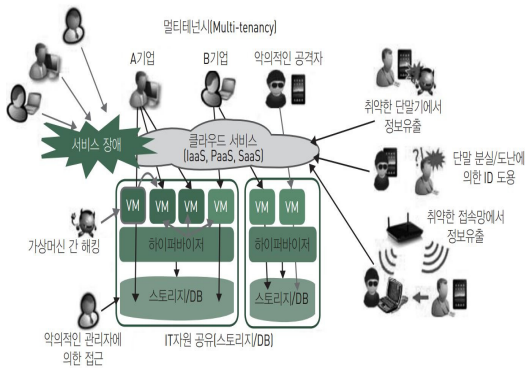 멀티테넌시(Multi-tenancy)
A기업
B기업
악의적인 공격자
취약한 단말기에서
정보유출
서비스 장애
클라우드 서비스
(IaaS, PaaS, SaaS)
?!
단말 분실/도난에
의한 ID 도용
VM
VM
VM
VM
VM
VM
취약한 접속망에서
정보유출
가상머신 간 해킹
하이퍼바이저
하이퍼바이저
스토리지/DB
스토리지/DB
악의적인 관리자에
의한 접근
IT자원 공유(스토리지/DB)